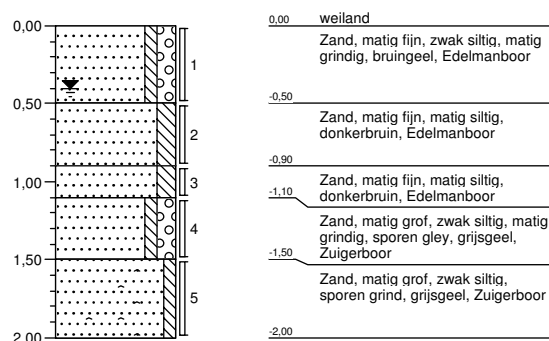 0,00
0,50
1,00
1,50
2,00
1
2
3
4
5
0,00 weiland
Zand, matig fijn, zwak siltig, matig
grindig, bruingeel, Edelmanboor
-0,50
Zand, matig fijn, matig siltig,
donkerbruin, Edelmanboor
-0,90
Zand, matig fijn, matig siltig,
donkerbruin, Edelmanboor
-1,10
Zand, matig grof, zwak siltig, matig
grindig, sporen gley, grijsgeel,
Zuigerboor
-1,50
Zand, matig grof, zwak siltig,
sporen grind, grijsgeel, Zuigerboor
-2,00